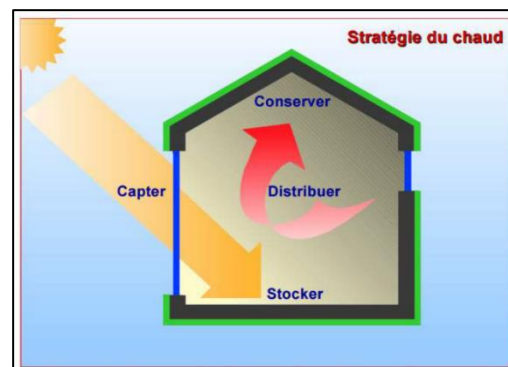 Stratégie du chaud
Conserver
Capter
Distribuer
Stocker